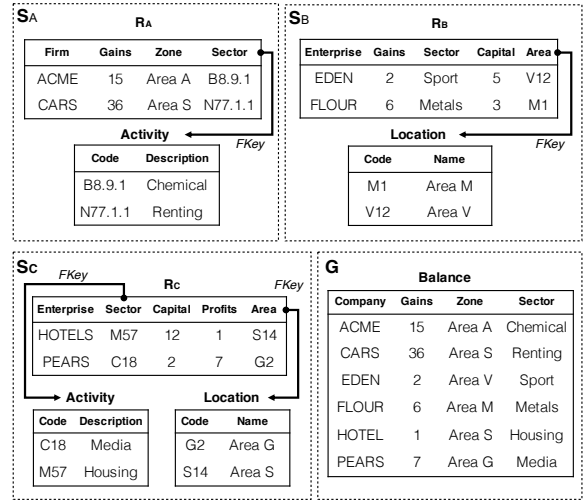 SA
RA
Firm Gains Zone Sector
ACME 15 Area A B8.9.1
CARS 36 Area S N77.1.1
Activity
FKey
Code Description
B8.9.1 Chemical
N77.1.1 Renting
SB
RB
Enterprise Gains Sector Capital Area
EDEN 2 Sport 5 V12
FLOUR 6 Metals 3 M1
Location
FKey
Code Name
M1 Area M
V12 Area V
SC
FKey
RC
FKey
Enterprise Sector Capital Profits Area
HOTELS M57 12 1 S14
PEARS C18 2 7 G2
Activity
Code Description
C18 Media
M57 Housing
Location
Code Name
G2 Area G
S14 Area S
G
Balance
Company Gains Zone Sector
ACME 15 Area A Chemical
CARS 36 Area S Renting
EDEN 2 Area V Sport
FLOUR 6 Area M Metals
HOTEL 1 Area S Housing
PEARS 7 Area G Media